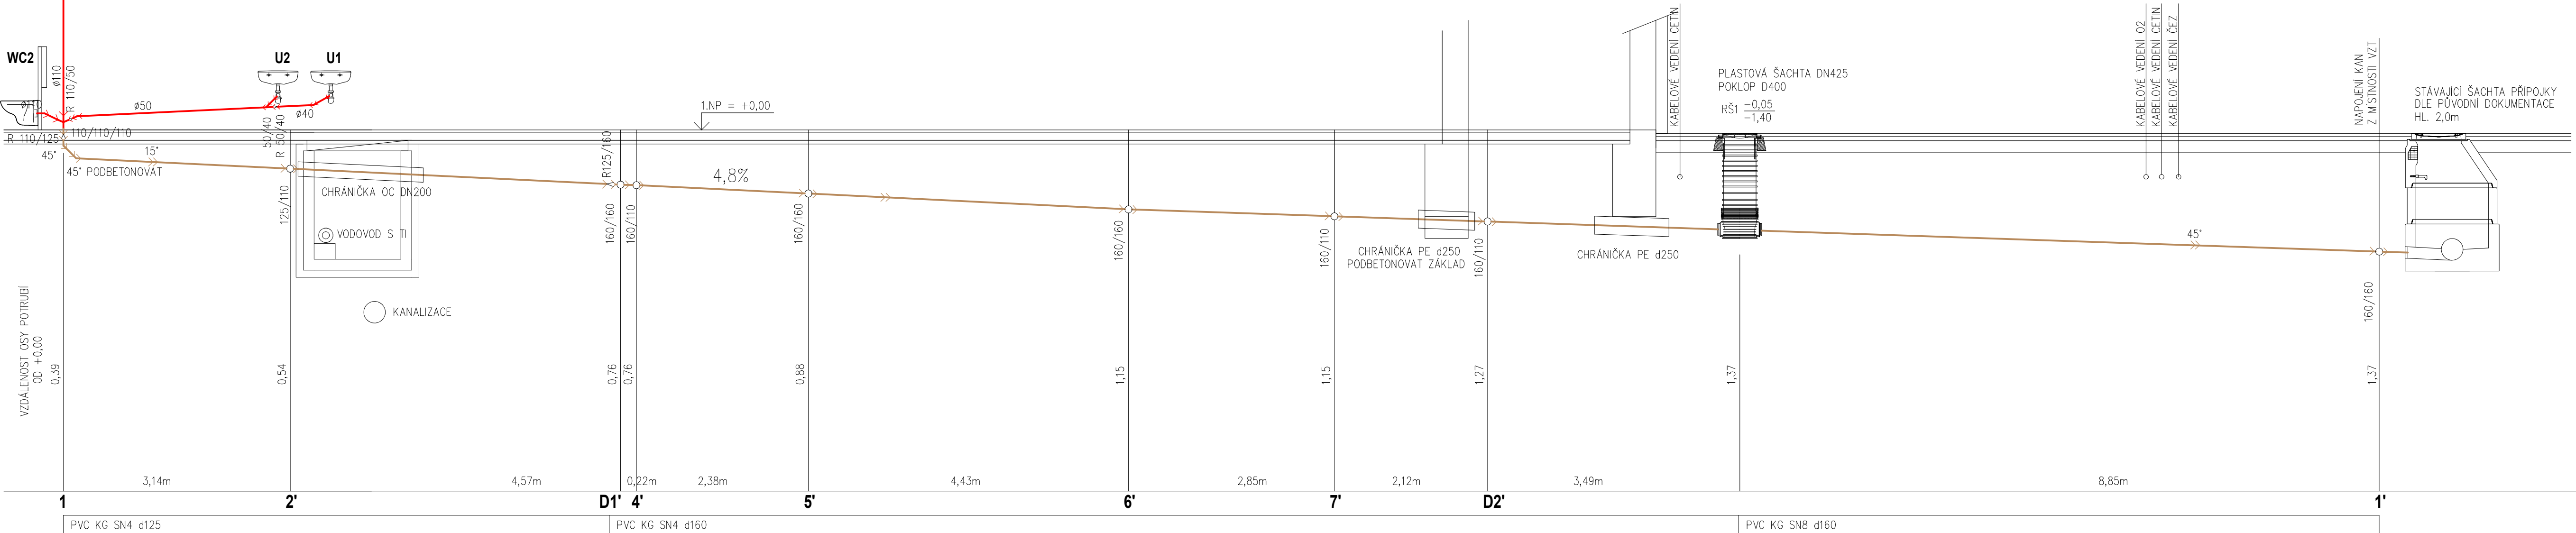 WC2
ø110
ø110
R 110/50
ø50
U2
U1
ø40
50/40
R 50/40
R 110/125
110/110/110
45°
15°
45° PODBETONOVAT
1.NP = +0,00
R125/160
4,8%
CHRÁNIČKA OC DN200
VODOVOD S TI
KANALIZACE
125/110
160/160
160/110
160/160
160/160
160/110
160/110
CHRÁNIČKA PE d250
PODBETONOVAT ZÁKLAD
CHRÁNIČKA PE d250
KABELOVÉ VEDENÍ CETIN
PLASTOVÁ ŠACHTA DN425
POKLOP D400
RŠ1 -0,05
-1,40
KABELOVÉ VEDENÍ O2
KABELOVÉ VEDENÍ CETIN
KABELOVÉ VEDENÍ ČEZ
NAPOJENÍ KAN
Z MÍSTNOSTI VZT
STÁVAJÍCÍ ŠACHTA PŘÍPOJKY
DLE PŮVODNÍ DOKUMENTACE
HL. 2,0m
45°
160/160
VZDÁLENOST OSY POTRUBÍ
OD +0,00
0,39
0,54
0,76
0,76
0,88
1,15
1,15
1,27
1,37
1,37
3,14m
4,57m
0,22m
2,38m
4,43m
2,85m
2,12m
3,49m
8,85m
1
2'
D1'
4'
5'
6'
7'
D2'
1'
PVC KG SN4 d125
PVC KG SN4 d160
PVC KG SN8 d160